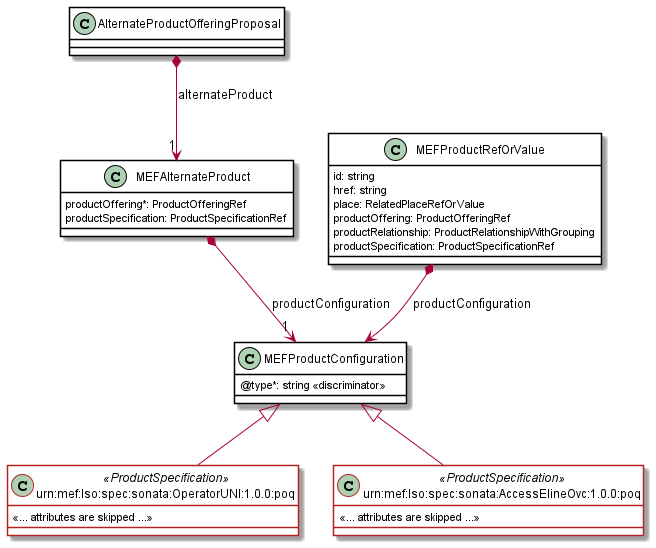 C AlternateProductOfferingProposal
alternateProduct
1
C MEFAlternateProduct
productOffering*: ProductOfferingRef
productSpecification: ProductSpecificationRef
C MEFProductRefOrValue
id: string
href: string
place: RelatedPlaceRefOrValue
productOffering: ProductOfferingRef
productRelationship: ProductRelationshipWithGrouping
productSpecification: ProductSpecificationRef
productConfiguration
1
productConfiguration
C MEFProductConfiguration
@type*: string «discriminator»
C «ProductSpecification»
urn:mef:lso:spec:sonata:OperatorUNI:1.0.0:poq
«... attributes are skipped ...»
C «ProductSpecification»
urn:mef:lso:spec:sonata:AccessElineOvc:1.0.0:poq
«... attributes are skipped ...»